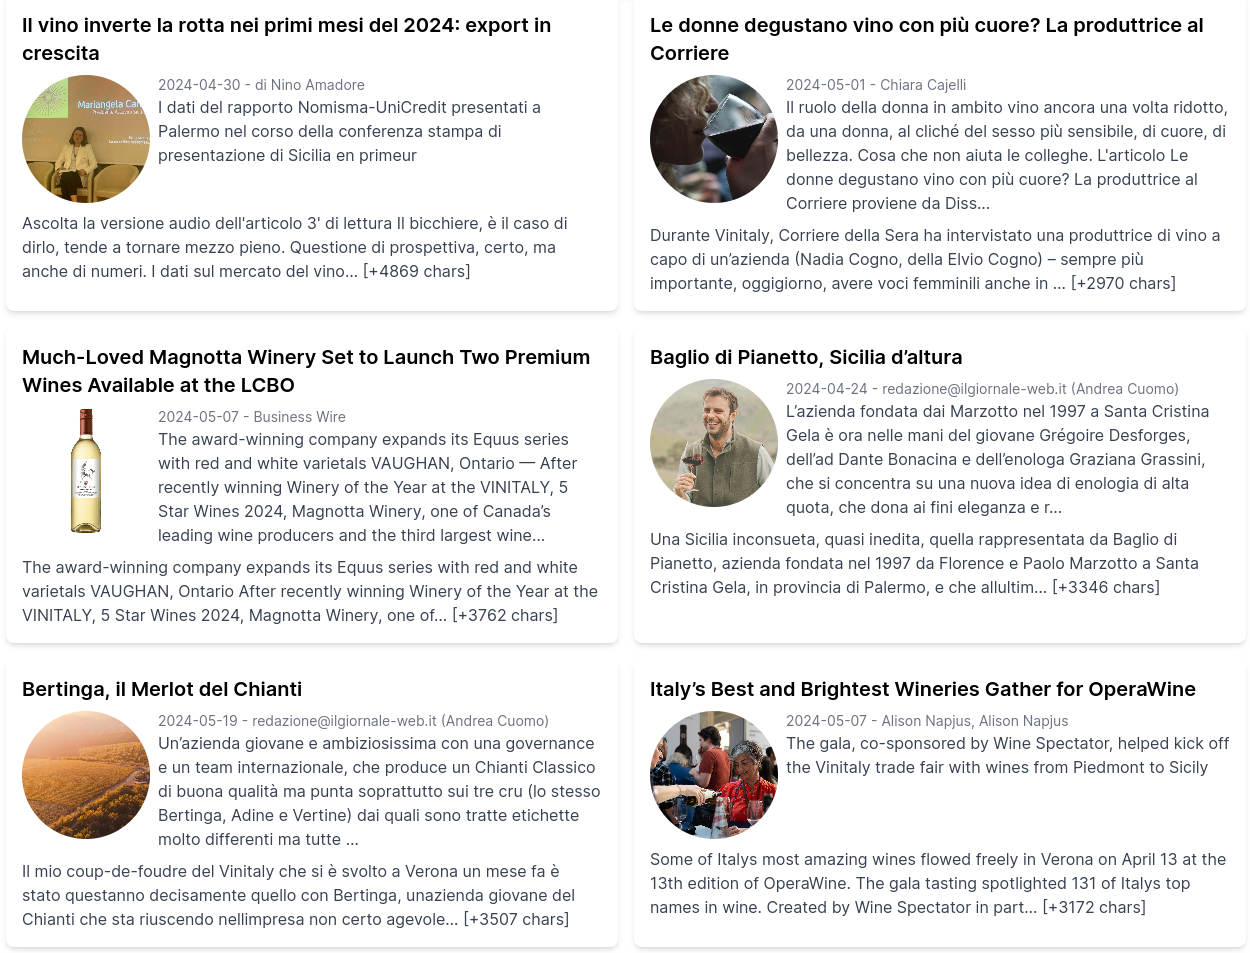 Il vino inverte la rotta nei primi mesi del 2024: export in
crescita
Mariangela Can
2024-04-30 - di Nino Amadore
I dati del rapporto Nomisma-UniCredit presentati a
Palermo nel corso della conferenza stampa di
presentazione di Sicilia en primeur
Ascolta la versione audio dell'articolo 3' di lettura Il bicchiere, è il caso di
dirlo, tende a tornare mezzo pieno. Questione di prospettiva, certo, ma
anche di numeri. I dati sul mercato del vino… [+4869 chars]
Le donne degustano vino con più cuore? La produttrice al
Corriere
2024-05-01 - Chiara Cajelli
Il ruolo della donna in ambito vino ancora una volta ridotto,
da una donna, al cliché del sesso più sensibile, di cuore, di
bellezza. Cosa che non aiuta le colleghe. L'articolo Le
donne degustano vino con più cuore? La produttrice al
Corriere proviene da Diss...
Durante Vinitaly, Corriere della Sera ha intervistato una produttrice di vino a
capo di un’azienda (Nadia Cogno, della Elvio Cogno) – sempre più
importante, oggigiorno, avere voci femminili anche in … [+2970 chars]
Much-Loved Magnotta Winery Set to Launch Two Premium
Wines Available at the LCBO
2024-05-07 - Business Wire
The award-winning company expands its Equus series
with red and white varietals VAUGHAN, Ontario — After
recently winning Winery of the Year at the VINITALY, 5
Star Wines 2024, Magnotta Winery, one of Canada’s
leading wine producers and the third largest wine...
The award-winning company expands its Equus series with red and white
varietals VAUGHAN, Ontario After recently winning Winery of the Year at the
VINITALY, 5 Star Wines 2024, Magnotta Winery, one of… [+3762 chars]
Baglio di Pianetto, Sicilia d’altura
2024-04-24 - redazione@ilgiornale-web.it (Andrea Cuomo)
L’azienda fondata dai Marzotto nel 1997 a Santa Cristina
Gela è ora nelle mani del giovane Grégoire Desforges,
dell’ad Dante Bonacina e dell’enologa Graziana Grassini,
che si concentra su una nuova idea di enologia di alta
quota, che dona ai fini eleganza e r...
Una Sicilia inconsueta, quasi inedita, quella rappresentata da Baglio di
Pianetto, azienda fondata nel 1997 da Florence e Paolo Marzotto a Santa
Cristina Gela, in provincia di Palermo, e che allultim… [+3346 chars]
Bertinga, il Merlot del Chianti
2024-05-19 - redazione@ilgiornale-web.it (Andrea Cuomo)
Un’azienda giovane e ambiziosissima con una governance
e un team internazionale, che produce un Chianti Classico
di buona qualità ma punta soprattutto sui tre cru (lo stesso
Bertinga, Adine e Vertine) dai quali sono tratte etichette
molto differenti ma tutte ...
Il mio coup-de-foudre del Vinitaly che si è svolto a Verona un mese fa è
stato questanno decisamente quello con Bertinga, unazienda giovane del
Chianti che sta riuscendo nellimpresa non certo agevole… [+3507 chars]
Italy’s Best and Brightest Wineries Gather for OperaWine
2024-05-07 - Alison Napjus, Alison Napjus
The gala, co-sponsored by Wine Spectator, helped kick off
the Vinitaly trade fair with wines from Piedmont to Sicily
Some of Italys most amazing wines flowed freely in Verona on April 13 at the
13th edition of OperaWine. The gala tasting spotlighted 131 of Italys top
names in wine. Created by Wine Spectator in part… [+3172 chars]